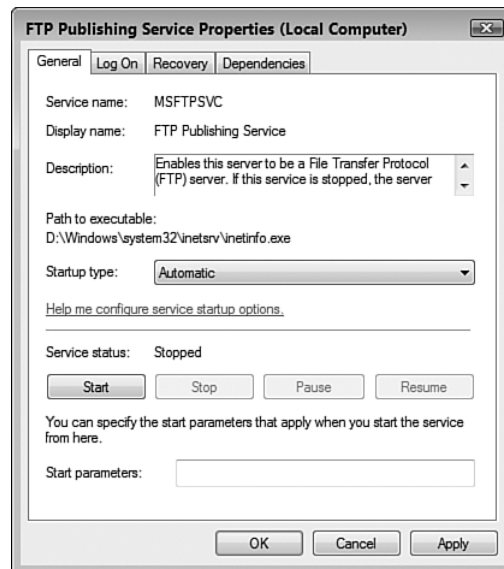 FTP Publishing Service Properties (Local Computer)
General Log On Recovery Dependencies
Service name: MSFTPSVC
Display name: FTP Publishing Service
Description: Enables this server to be a File Transfer Protocol
(FTP) server. If this service is stopped, the server
Path to executable:
D:\Windows\system32\inetsrv\inetinfo.exe
Startup type: Automatic
Help me configure service startup options.
Service status: Stopped
Start Stop Pause Resume
You can specify the start parameters that apply when you start the service
from here.
Start parameters:
OK Cancel Apply